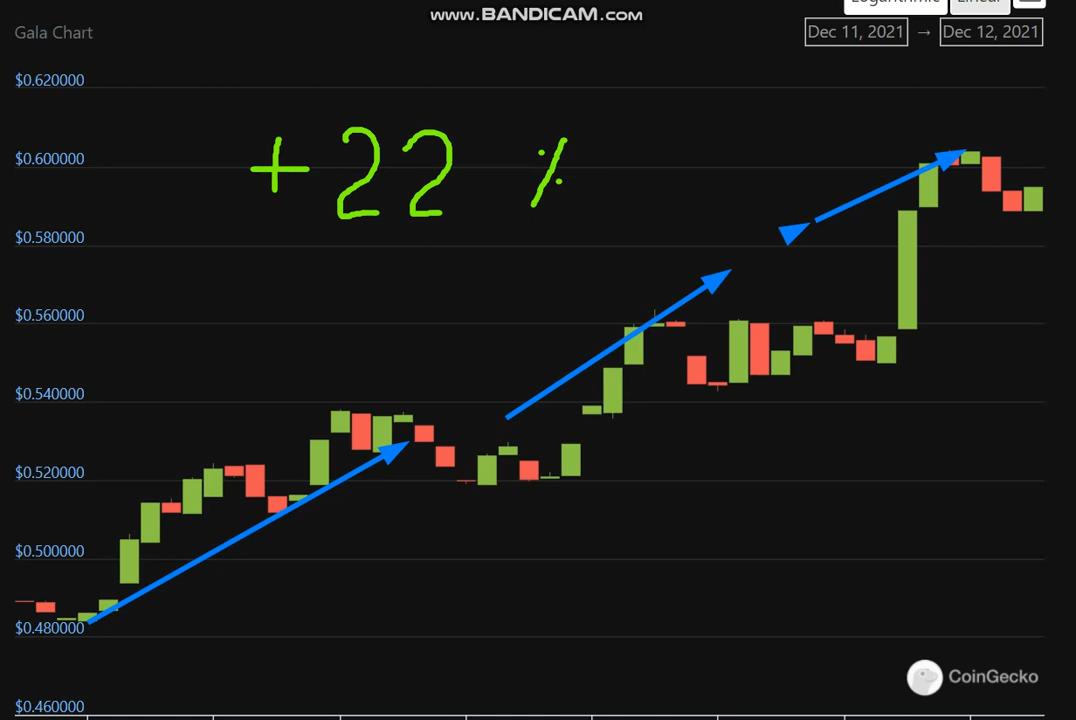 www.BANDICAM.com
Linear
Gala Chart
Dec 11, 2021 → Dec 12, 2021
$0.620000
+ 22 %
$0.600000
$0.580000
$0.560000
$0.540000
$0.520000
$0.500000
$0.480000
CoinGecko
$0.460000